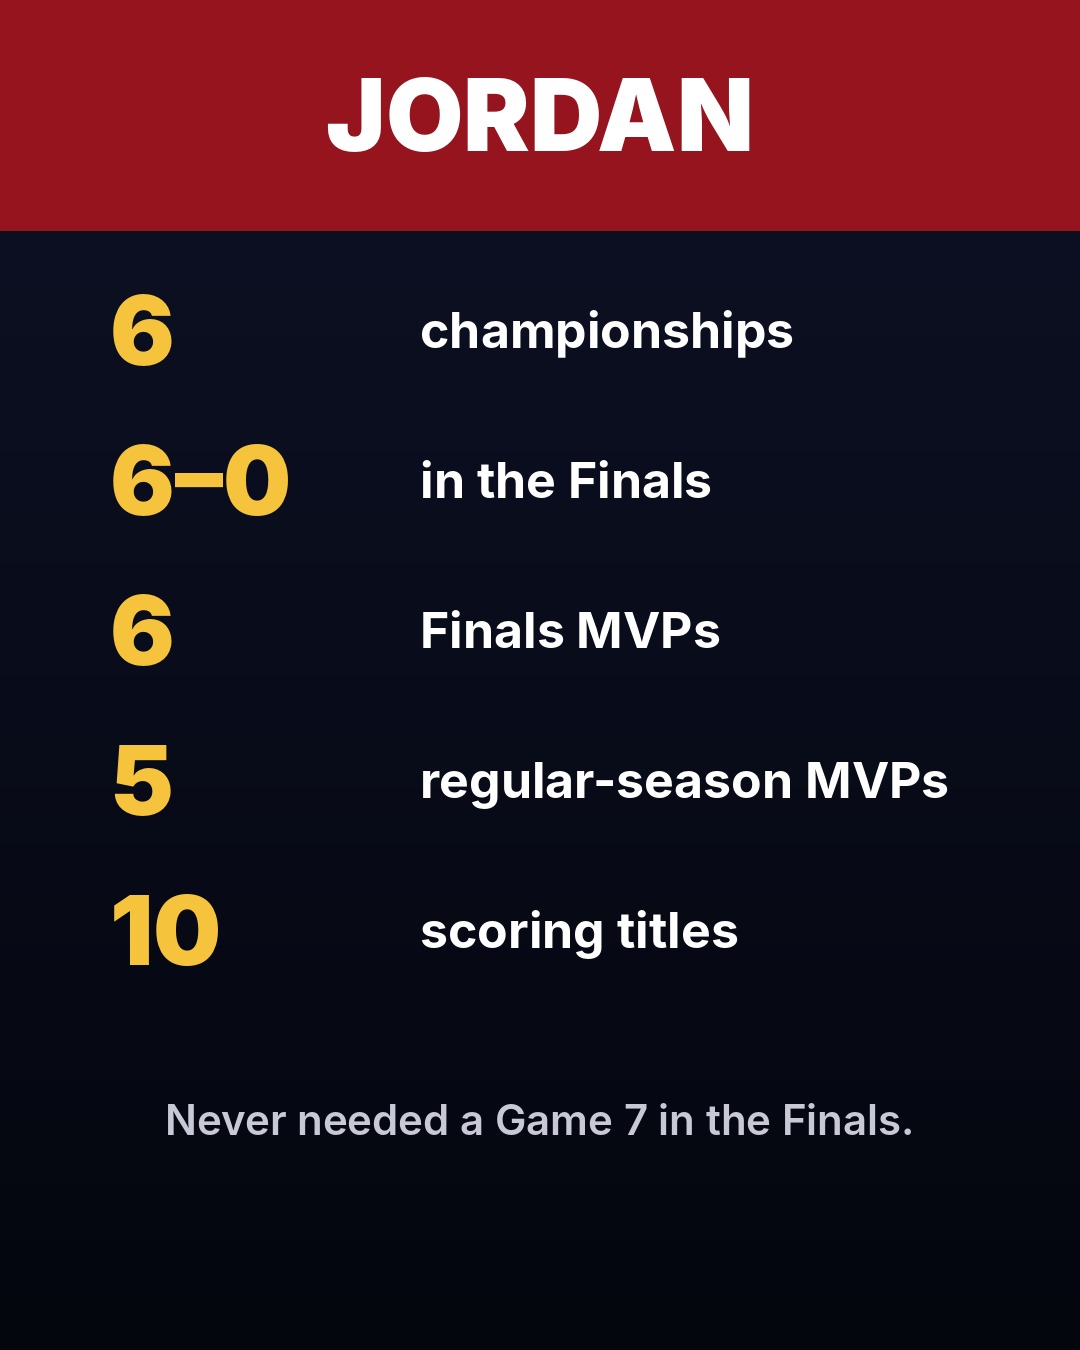 JORDAN
6 championships
6–0 in the Finals
6 Finals MVPs
5 regular-season MVPs
10 scoring titles
Never needed a Game 7 in the Finals.